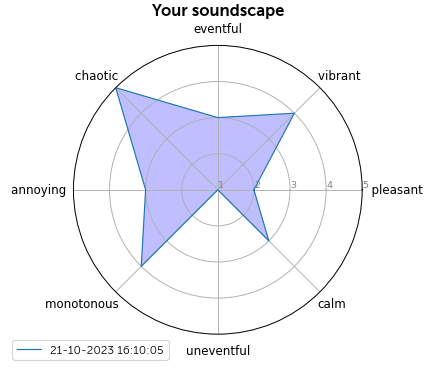 Your soundscape
eventful
chaotic
vibrant
annoying
1
2
3
4
5
pleasant
monotonous
calm
uneventful
21-10-2023 16:10:05